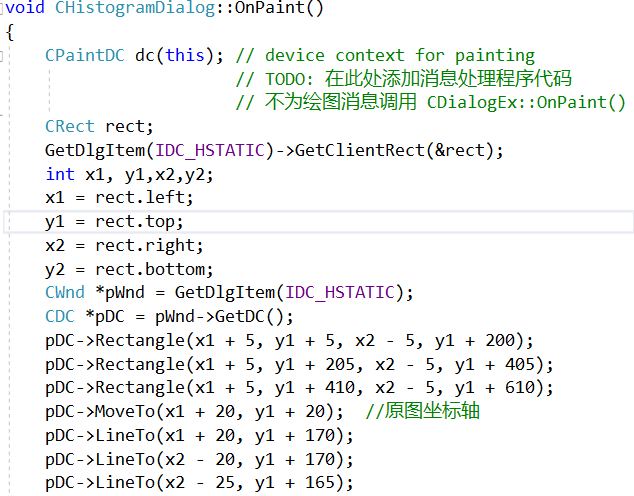 void CHistogramDialog::OnPaint()
{
CPaintDC dc(this); // device context for painting
// TODO: 在此处添加消息处理程序代码
// 不为绘图消息调用 CDialogEx::OnPaint()
CRect rect;
GetDlgItem(IDC_HSTATIC)->GetClientRect(&rect);
int x1, y1,x2,y2;
x1 = rect.left;
y1 = rect.top;
x2 = rect.right;
y2 = rect.bottom;
CWnd *pWnd = GetDlgItem(IDC_HSTATIC);
CDC *pDC = pWnd->GetDC();
pDC->Rectangle(x1 + 5, y1 + 5, x2 - 5, y1 + 200);
pDC->Rectangle(x1 + 5, y1 + 205, x2 - 5, y1 + 405);
pDC->Rectangle(x1 + 5, y1 + 410, x2 - 5, y1 + 610);
pDC->MoveTo(x1 + 20, y1 + 20); //原图坐标轴
pDC->LineTo(x1 + 20, y1 + 170);
pDC->LineTo(x2 - 20, y1 + 170);
pDC->LineTo(x2 - 25, y1 + 165);